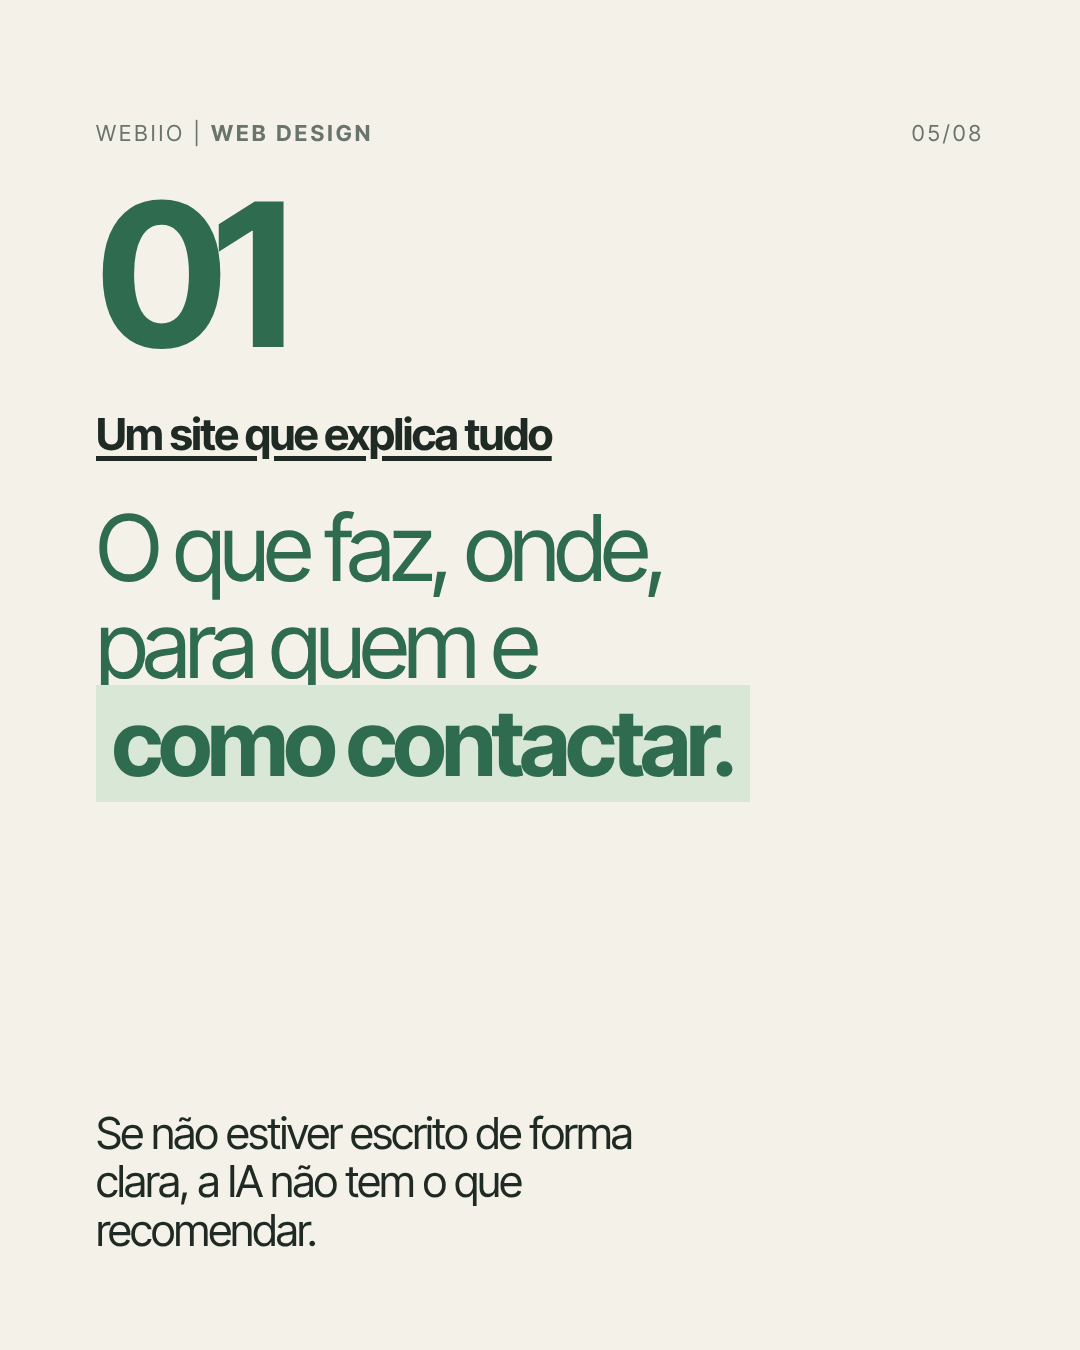 WEBIIO | WEB DESIGN
05/08
01
Um site que explica tudo
O que faz, onde,
para quem e
como contactar.
Se não estiver escrito de forma
clara, a IA não tem o que
recomendar.